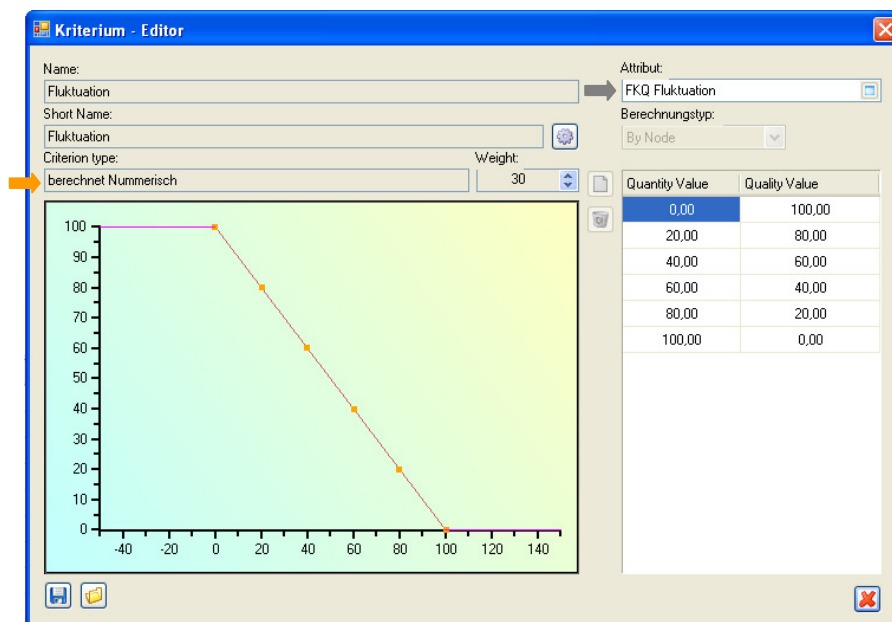 Kriterium - Editor
Name:
Fluktuation
Short Name:
Fluktuation
Criterion type:
Weight:
berechnet Nummerisch
30
Attribut:
FKQ Fluktuation
Berechnungstyp:
By Node
Quantity Value Quality Value
0,00 100,00
20,00 80,00
40,00 60,00
60,00 40,00
80,00 20,00
100,00 0,00
100
90
80
70
60
50
40
30
20
10
0
-40 -20 0 20 40 60 80 100 120 140